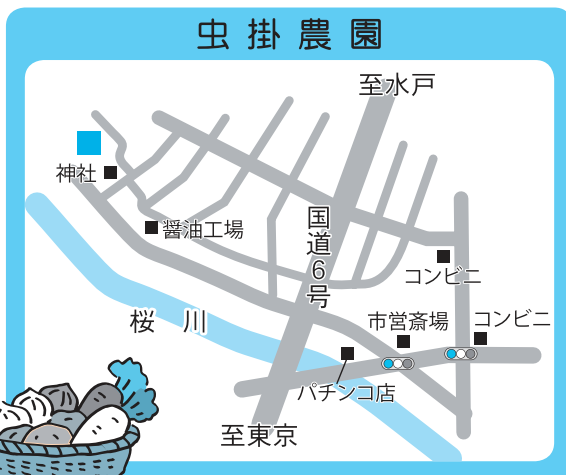 虫掛農園
至水戸
神社
醤油工場
国道6号
コンビニ
桜川
市営斎場
コンビニ
パチンコ店
至東京